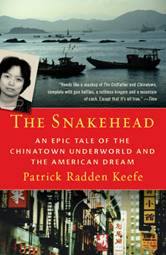 "Reads like a mashup of The Godfather and Chinatown,
complete with gun battles, a ruthless kingpin and a mountain
of cash. Except that it's all true." —Time
THE SNAKEHEAD
AN EPIC TALE OF THE
CHINATOWN UNDERWORLD
AND THE AMERICAN DREAM
Patrick Radden Keefe